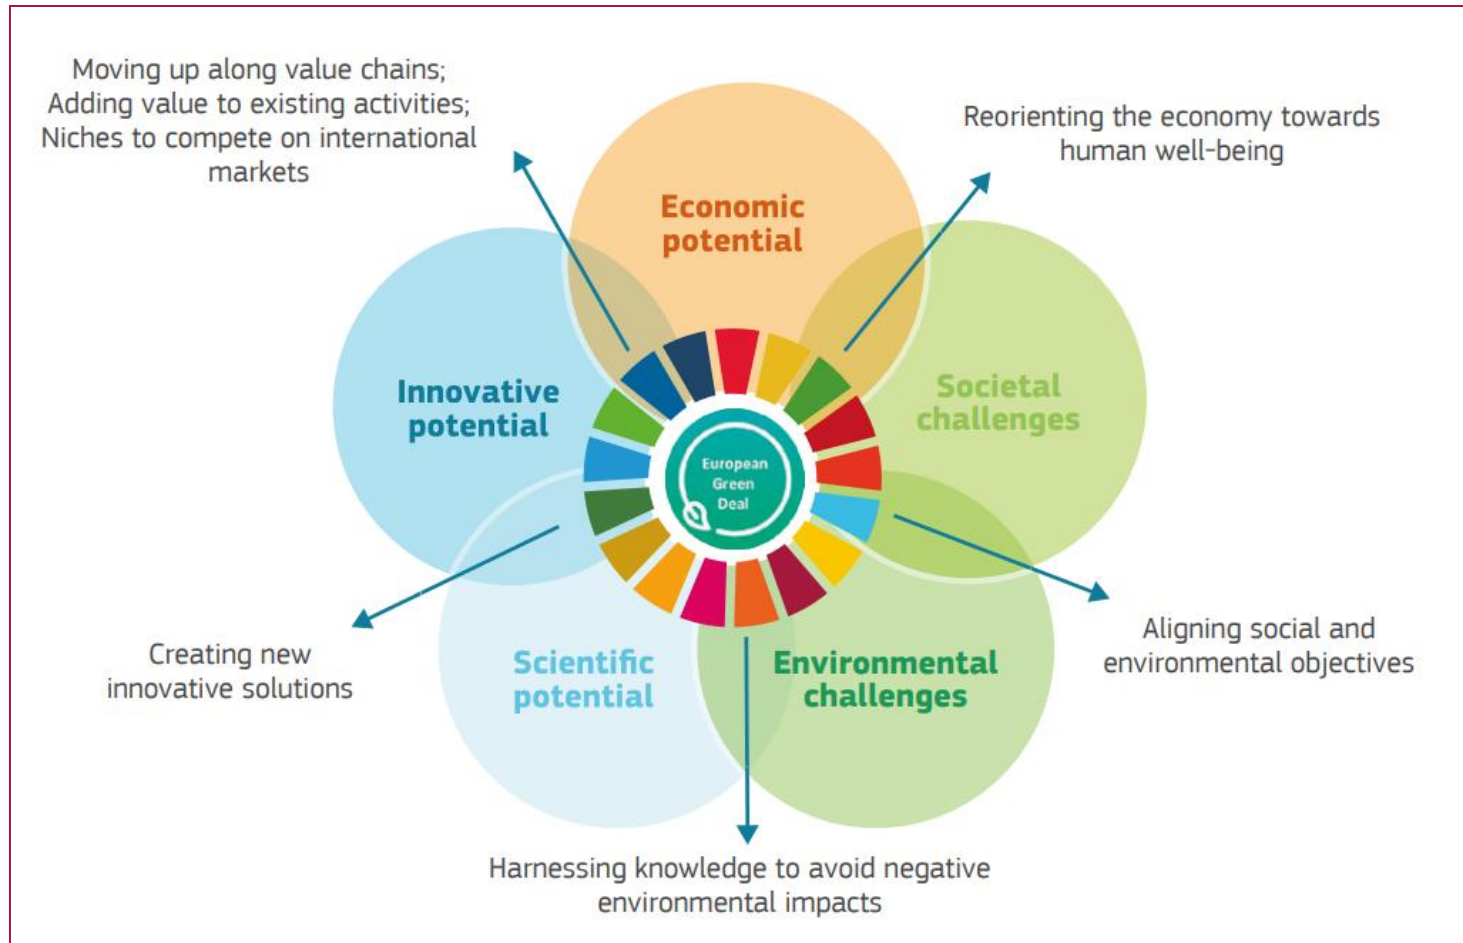 Moving up along value chains;
Adding value to existing activities;
Niches to compete on international
markets
Economic
potential
Reorienting the economy towards
human well-being
Innovative
potential
Societal
challenges
European
Green
Deal
Creating new
innovative solutions
Scientific
potential
Environmental
challenges
Aligning social and
environmental objectives
Harnessing knowledge to avoid negative
environmental impacts